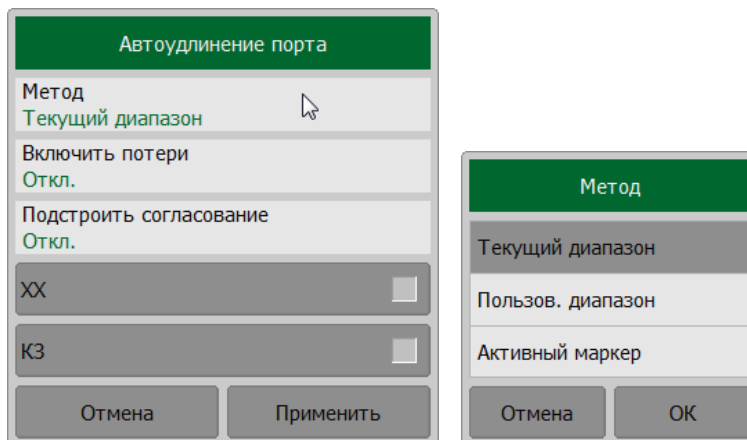 Автоудлинение порта
Метод
Текущий диапазон
Включить потери
Откл.
Подстроить согласование
Откл.
ХХ
КЗ
Отмена
Применить
Метод
Текущий диапазон
Пользов. диапазон
Активный маркер
Отмена
ОК